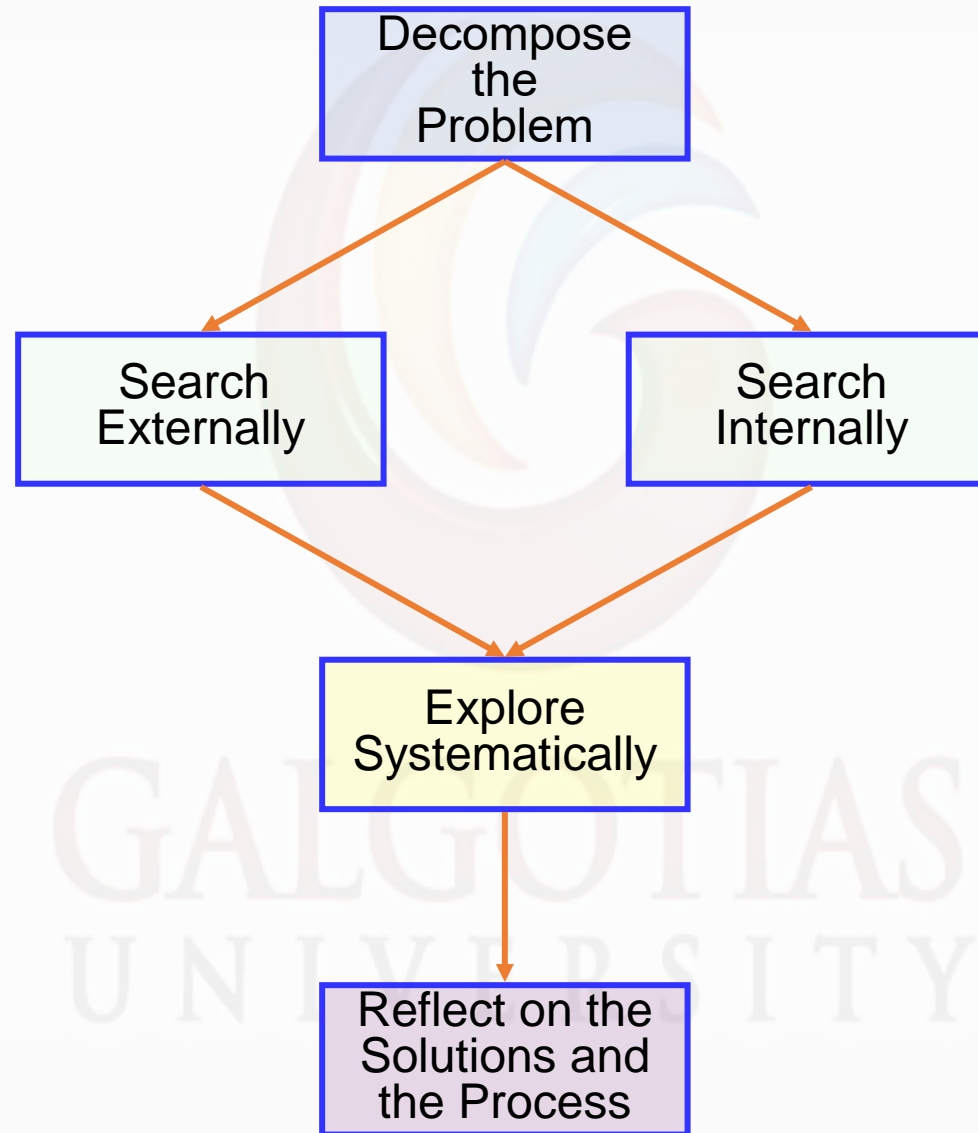 Decompose
the
Problem
Search
Externally
Search
Internally
Explore
Systematically
GALGOTIAS
UNIVERSITY
Reflect on the
Solutions and
the Process